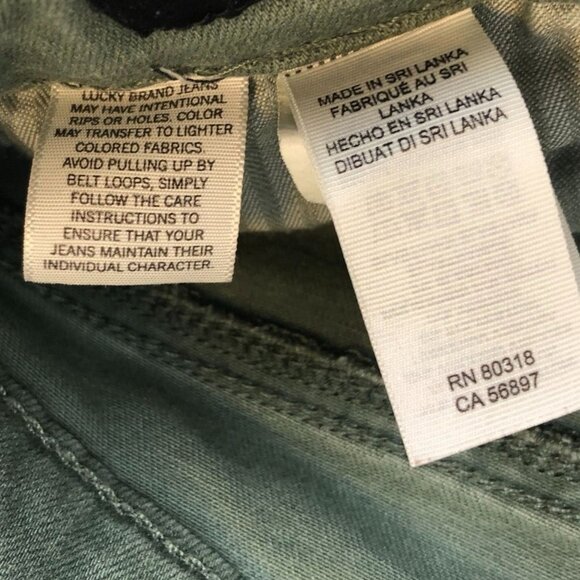 LUCKY BRAND JEANS
MAY HAVE INTENTIONAL
RIPS OR HOLES. COLOR
MAY TRANSFER TO LIGHTER
COLORED FABRICS.
AVOID PULLING UP BY
BELT LOOPS, SIMPLY
FOLLOW THE CARE
INSTRUCTIONS TO
ENSURE THAT YOUR
JEANS MAINTAIN THEIR
INDIVIDUAL CHARACTER.
MADE IN SRI LANKA
FABRIQUÉ AU SRI
LANKA
HECHO EN SRI LANKA
DIBUAT DI SRI LANKA
RN 80318
CA 56897